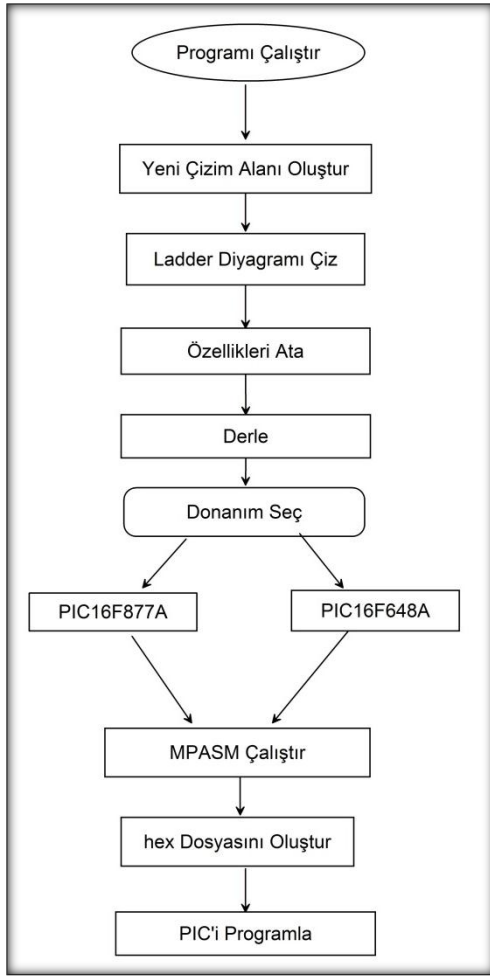 Programı Çalıştır
Yeni Çizim Alanı Oluştur
Ladder Diyagramı Çiz
Özellikleri Ata
Derle
Donanım Seç
PIC16F877A
PIC16F648A
MPASM Çalıştır
hex Dosyasını Oluştur
PIC'i Programla